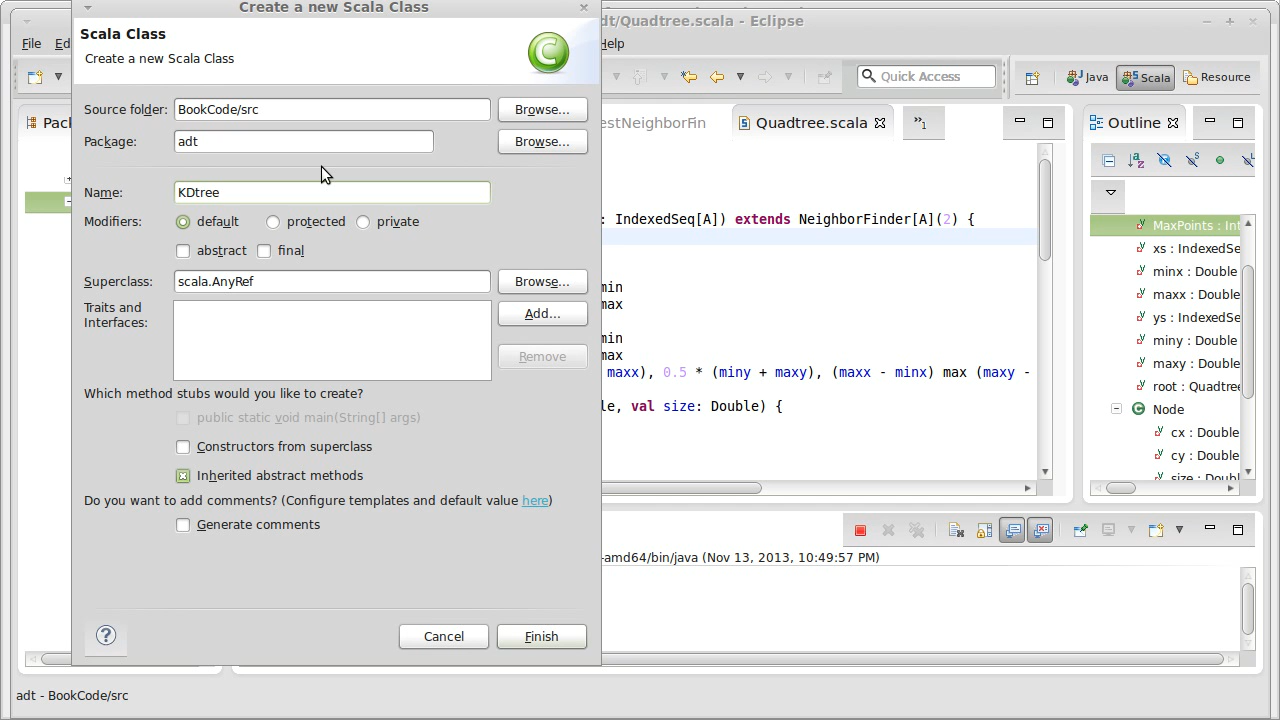 Create a new Scala Class
dt/Quadtree.scala - Eclipse
Scala Class
Create a new Scala Class
File
Ed
Help
Quick Access
Java
Scala
Resource
Source folder:
BookCode/src
Browse...
Package:
adt
Browse...
Name:
KDtree
Modifiers:
default
protected
private
abstract
final
Superclass:
scala.AnyRef
Browse...
Traits and
Interfaces:
Add...
Remove
Which method stubs would you like to create?
public static void main(String[] args)
Constructors from superclass
Inherited abstract methods
Do you want to add comments? (Configure templates and default value here)
Generate comments
?
Cancel
Finish
Pac
estNeighborFin
Quadtree.scala
»1
: IndexedSeq[A]) extends NeighborFinder[A](2) {
min
max
min
max
maxx), 0.5 * (miny + maxy), (maxx - minx) max (maxy -
le, val size: Double) {
Outline
MaxPoints : Int
xs : IndexedSe
minx : Double
maxx : Double
ys : IndexedSe
miny : Double
maxy : Double
root : Quadtree
Node
cx : Double
cy : Double
size : Doubl
-amd64/bin/java (Nov 13, 2013, 10:49:57 PM)
adt - BookCode/src